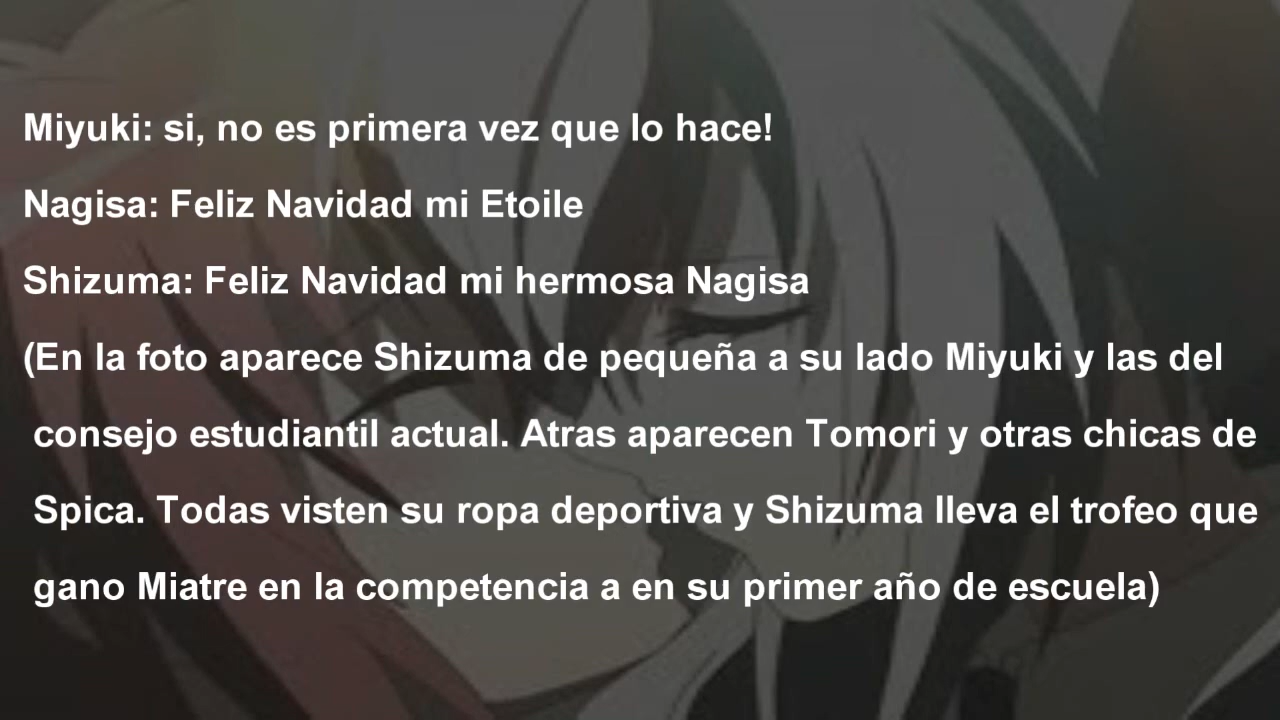 Miyuki: si, no es primera vez que lo hace!
Nagisa: Feliz Navidad mi Etoile
Shizuma: Feliz Navidad mi hermosa Nagisa
(En la foto aparece Shizuma de pequeña a su lado Miyuki y las del
consejo estudiantil actual. Atras aparecen Tomori y otras chicas de
Spica. Todas visten su ropa deportiva y Shizuma lleva el trofeo que
gano Miatre en la competencia a en su primer año de escuela)